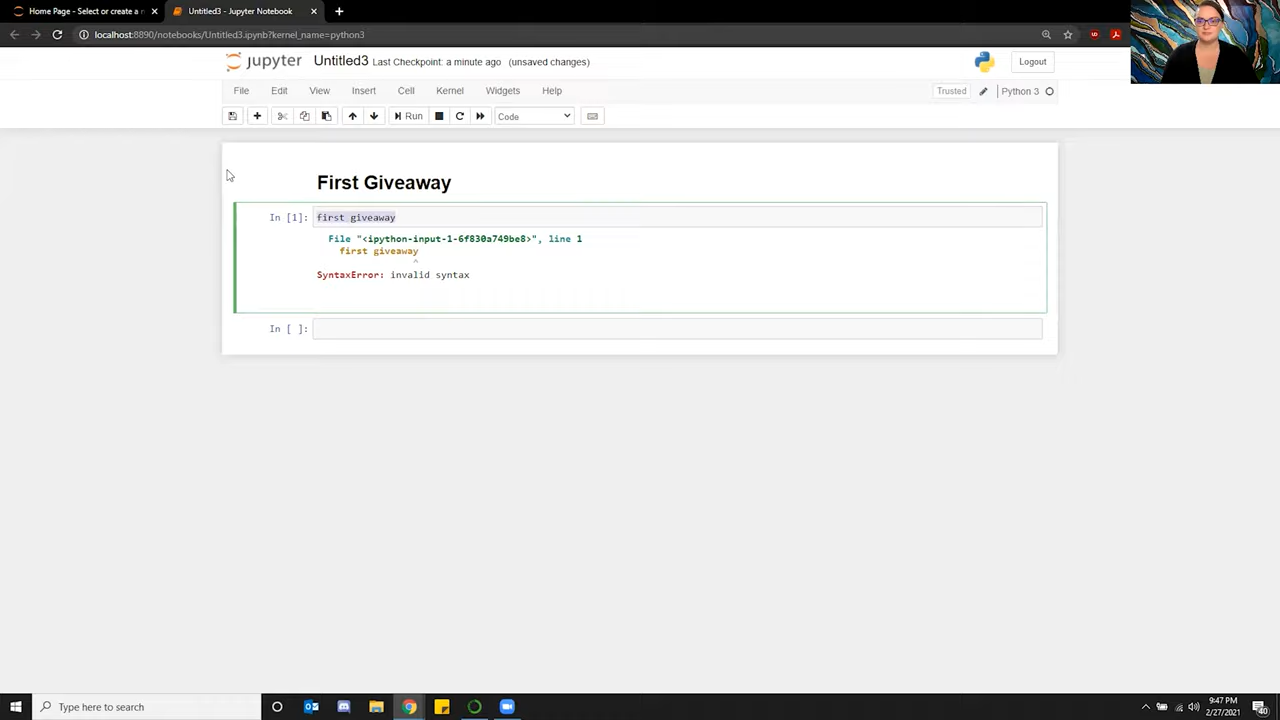 Home Page - Select or create a n
Untitled3 - Jupyter Notebook
localhost:8890/notebooks/Untitled3.ipynb?kernel_name=python3
jupyter Untitled3 Last Checkpoint: a minute ago (unsaved changes)
Logout
File Edit View Insert Cell Kernel Widgets Help
Trusted
Python 3
Run
Code
First Giveaway
In [1]: first giveaway
File "<ipython-input-1-6f830a749be8>", line 1
first giveaway
^
SyntaxError: invalid syntax
In [ ]:
Type here to search
9:47 PM
2/27/2021
40